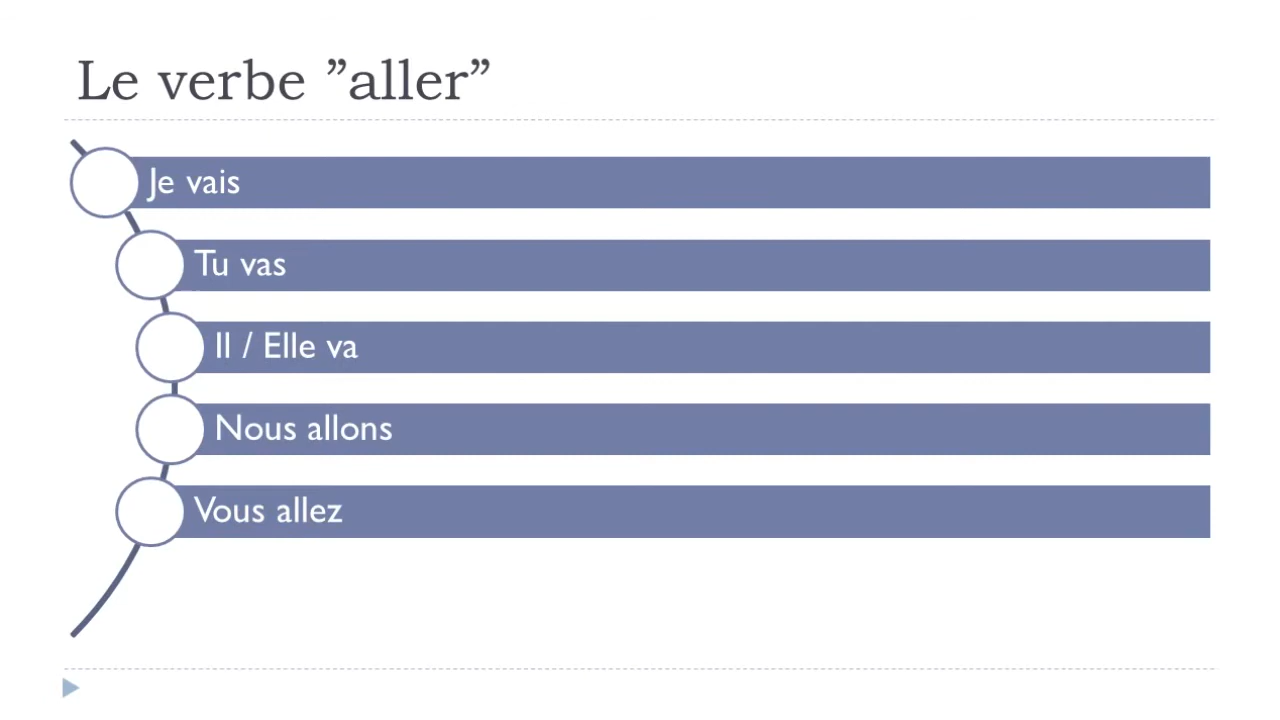 Le verbe ”aller”
Je vais
Tu vas
Il / Elle va
Nous allons
Vous allez